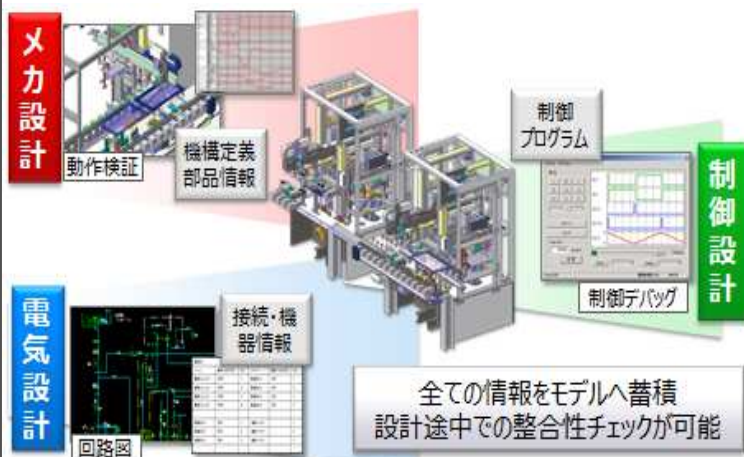 メカ設計
動作検証
機構定義
部品情報
制御
プログラム
制御設計
制御デバッグ
電気設計
接続・機
器情報
回路図
全ての情報をモデルへ蓄積
設計途中での整合性チェックが可能